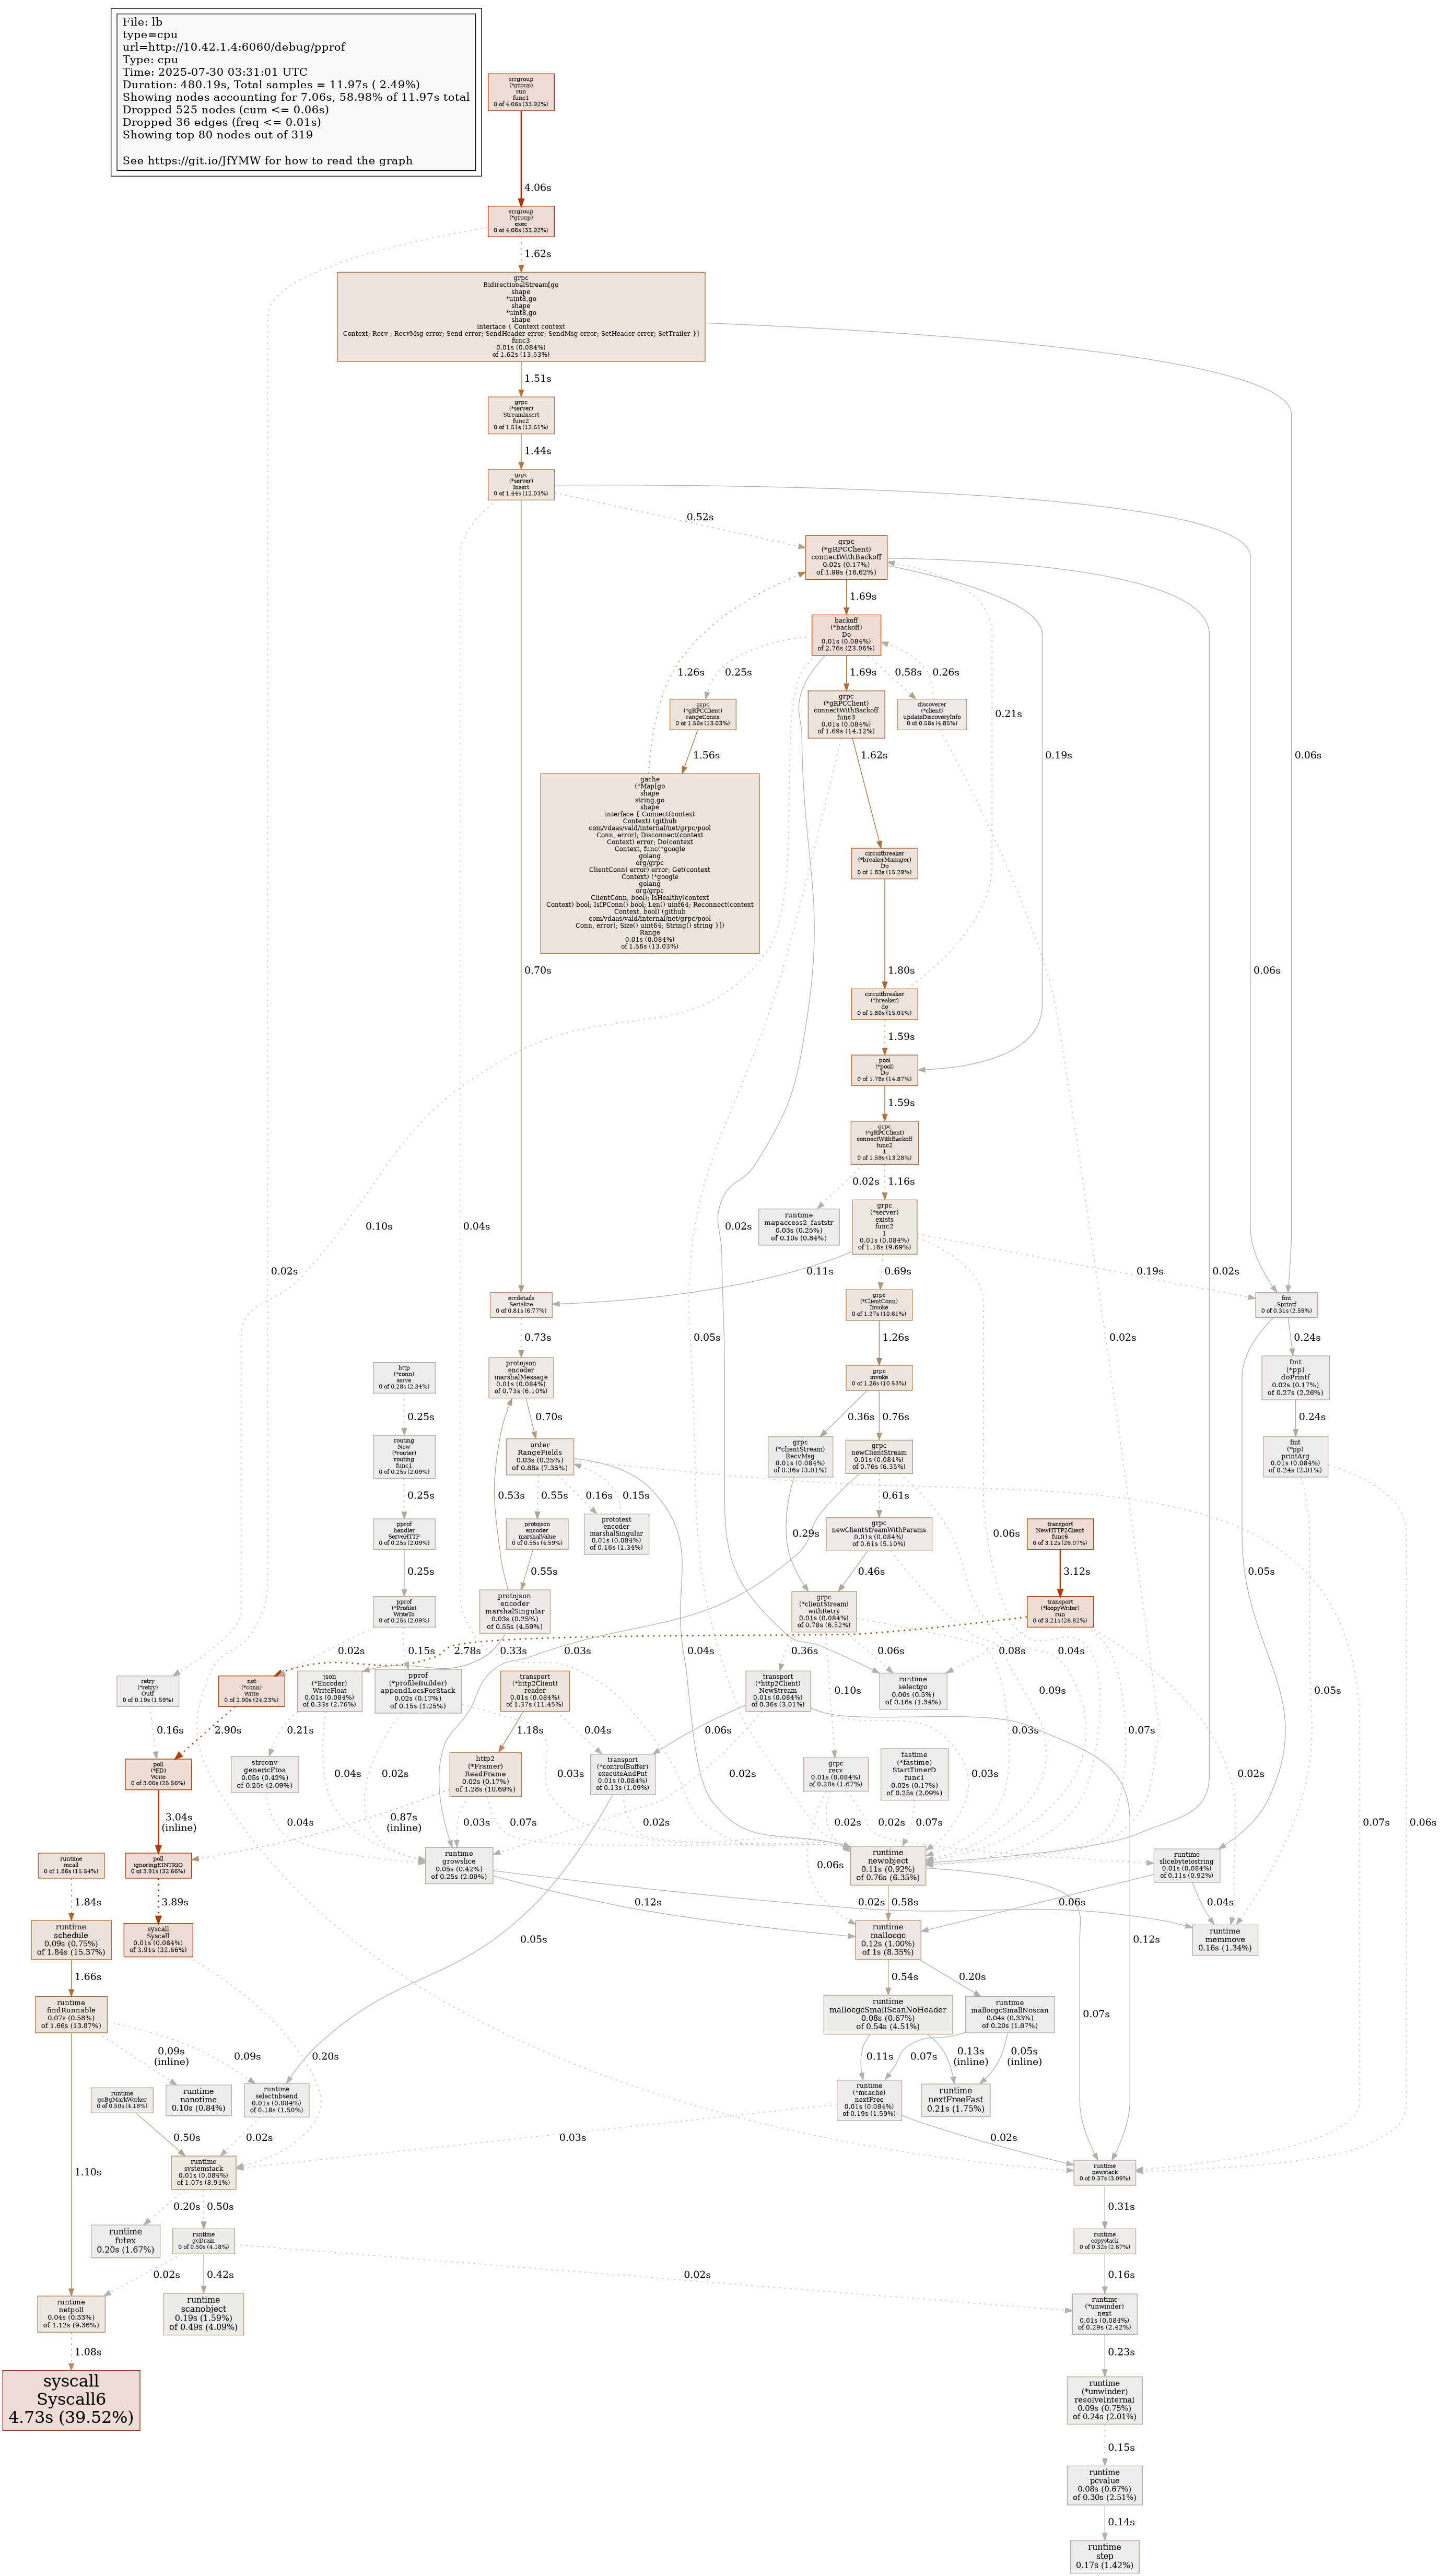 File: lb
type=cpu
url=http://10.42.1.4:6060/debug/pprof
Type: cpu
Time: 2025-07-30 03:31:01 UTC
Duration: 480.19s, Total samples = 11.97s ( 2.49%)
Showing nodes accounting for 7.06s, 58.98% of 11.97s total
Dropped 525 nodes (cum <= 0.06s)
Dropped 36 edges (freq <= 0.01s)
Showing top 80 nodes out of 319
See https://git.io/JfYMW for how to read the graph
errgroup
(*group)
run
func1
0 of 4.06s (33.92%)
4.06s
errgroup
(*group)
exec
0 of 4.06s (33.92%)
1.62s
grpc
BidirectionalStream[go
shape
*uint8,go
shape
*uint8,go
shape
interface { Context context
Context; Recv ; RecvMsg error; Send error; SendHeader error; SendMsg error; SetHeader error; SetTrailer }]
func3
0.01s (0.084%)
of 1.62s (13.53%)
1.51s
grpc
(*server)
StreamInsert
func2
0 of 1.51s (12.61%)
1.44s
grpc
(*server)
Insert
0 of 1.44s (12.03%)
0.52s
grpc
(*gRPCClient)
connectWithBackoff
0.02s (0.17%)
of 1.99s (16.62%)
1.69s
backoff
(*backoff)
Do
0.01s (0.084%)
of 2.76s (23.06%)
1.26s
0.25s
1.69s
0.58s
0.26s
grpc
(*gRPCClient)
rangeConns
0 of 1.56s (13.03%)
grpc
(*gRPCClient)
connectWithBackoff
func3
0.01s (0.084%)
of 1.69s (14.12%)
discoverer
(*client)
updateDiscoveryInfo
0 of 0.58s (4.85%)
0.21s
1.56s
1.62s
0.19s
0.06s
gache
(*Map[go
shape
string,go
shape
interface { Connect(context
Context) (github
com/vdaas/vald/internal/net/grpc/pool
Conn, error); Disconnect(context
Context) error; Do(context
Context, func(*google
golang
org/grpc
ClientConn) error) error; Get(context
Context) (*google
golang
org/grpc
ClientConn, bool); IsHealthy(context
Context) bool; IsIPConn() bool; Len() uint64; Reconnect(context
Context, bool) (github
com/vdaas/vald/internal/net/grpc/pool
Conn, error); Size() uint64; String() string }])
Range
0.01s (0.084%)
of 1.56s (13.03%)
circuitbreaker
(*breakerManager)
Do
0 of 1.83s (15.29%)
0.70s
1.80s
0.06s
circuitbreaker
(*breaker)
do
0 of 1.80s (15.04%)
1.59s
pool
(*pool)
Do
0 of 1.78s (14.87%)
1.59s
grpc
(*gRPCClient)
connectWithBackoff
func2
1
0 of 1.59s (13.28%)
0.02s
1.16s
runtime
mapaccess2_faststr
0.03s (0.25%)
of 0.10s (0.84%)
grpc
(*server)
exists
func2
1
0.01s (0.084%)
of 1.16s (9.69%)
0.10s
0.04s
0.02s
0.02s
0.11s
0.69s
0.19s
0.02s
errdetails
Serialize
0 of 0.81s (6.77%)
grpc
(*ClientConn)
Invoke
0 of 1.27s (10.61%)
fmt
Sprintf
0 of 0.31s (2.59%)
0.73s
0.05s
1.26s
0.02s
0.24s
http
(*conn)
serve
0 of 0.28s (2.34%)
protojson
encoder
marshalMessage
0.01s (0.084%)
of 0.73s (6.10%)
grpc
invoke
0 of 1.26s (10.53%)
fmt
(*pp)
doPrintf
0.02s (0.17%)
of 0.27s (2.26%)
0.25s
0.70s
0.36s
0.76s
0.24s
routing
New
(*router)
routing
func1
0 of 0.25s (2.09%)
order
RangeFields
0.03s (0.25%)
of 0.88s (7.35%)
grpc
(*clientStream)
RecvMsg
0.01s (0.084%)
of 0.36s (3.01%)
grpc
newClientStream
0.01s (0.084%)
of 0.76s (6.35%)
fmt
(*pp)
printArg
0.01s (0.084%)
of 0.24s (2.01%)
0.25s
0.53s
0.55s
0.16s
0.15s
0.61s
pprof
handler
ServeHTTP
0 of 0.25s (2.09%)
protojson
encoder
marshalValue
0 of 0.55s (4.59%)
prototext
encoder
marshalSingular
0.01s (0.084%)
of 0.16s (1.34%)
0.29s
grpc
newClientStreamWithParams
0.01s (0.084%)
of 0.61s (5.10%)
0.06s
transport
NewHTTP2Client
func6
0 of 3.12s (26.07%)
0.25s
0.55s
0.46s
3.12s
0.05s
pprof
(*Profile)
WriteTo
0 of 0.25s (2.09%)
protojson
encoder
marshalSingular
0.03s (0.25%)
of 0.55s (4.59%)
grpc
(*clientStream)
withRetry
0.01s (0.084%)
of 0.78s (6.52%)
transport
(*loopyWriter)
run
0 of 3.21s (26.82%)
0.02s
0.15s
2.78s
0.33s
0.03s
0.04s
0.36s
0.06s
0.08s
0.04s
retry
(*retry)
Outf
0 of 0.19s (1.59%)
net
(*conn)
Write
0 of 2.90s (24.23%)
json
(*Encoder)
WriteFloat
0.01s (0.084%)
of 0.33s (2.76%)
pprof
(*profileBuilder)
appendLocsForStack
0.02s (0.17%)
of 0.15s (1.25%)
transport
(*http2Client)
reader
0.01s (0.084%)
of 1.37s (11.45%)
transport
(*http2Client)
NewStream
0.01s (0.084%)
of 0.36s (3.01%)
0.10s
runtime
selectgo
0.06s (0.5%)
of 0.16s (1.34%)
0.09s
0.05s
0.16s
2.90s
0.21s
1.18s
0.04s
0.06s
0.03s
0.07s
poll
(*FD)
Write
0 of 3.06s (25.56%)
strconv
genericFtoa
0.05s (0.42%)
of 0.25s (2.09%)
0.04s
0.02s
http2
(*Framer)
ReadFrame
0.02s (0.17%)
of 1.28s (10.69%)
0.03s
transport
(*controlBuffer)
executeAndPut
0.01s (0.084%)
of 0.13s (1.09%)
0.02s
grpc
recv
0.01s (0.084%)
of 0.20s (1.67%)
fastime
(*fastime)
StartTimerD
func1
0.02s (0.17%)
of 0.25s (2.09%)
0.03s
0.02s
3.04s
(inline)
0.04s
0.87s
(inline)
0.03s
0.07s
0.02s
0.02s
0.02s
0.07s
0.07s
0.06s
runtime
mcall
0 of 1.86s (15.54%)
poll
ignoringEINTRIO
0 of 3.91s (32.66%)
runtime
growslice
0.05s (0.42%)
of 0.25s (2.09%)
0.06s
runtime
newobject
0.11s (0.92%)
of 0.76s (6.35%)
runtime
slicebytetostring
0.01s (0.084%)
of 0.11s (0.92%)
1.84s
3.89s
0.12s
0.58s
0.02s
0.06s
0.04s
runtime
schedule
0.09s (0.75%)
of 1.84s (15.37%)
syscall
Syscall
0.01s (0.084%)
of 3.91s (32.66%)
0.05s
runtime
mallocgc
0.12s (1.00%)
of 1s (8.35%)
0.12s
runtime
memmove
0.16s (1.34%)
1.66s
0.54s
0.20s
runtime
findRunnable
0.07s (0.58%)
of 1.66s (13.87%)
runtime
mallocgcSmallScanNoHeader
0.08s (0.67%)
of 0.54s (4.51%)
runtime
mallocgcSmallNoscan
0.04s (0.33%)
of 0.20s (1.67%)
0.07s
0.09s
(inline)
0.09s
0.20s
0.11s
0.07s
0.13s
(inline)
0.05s
(inline)
runtime
gcBgMarkWorker
0 of 0.50s (4.18%)
runtime
nanotime
0.10s (0.84%)
runtime
selectnbsend
0.01s (0.084%)
of 0.18s (1.50%)
runtime
(*mcache)
nextFree
0.01s (0.084%)
of 0.19s (1.59%)
runtime
nextFreeFast
0.21s (1.75%)
0.50s
0.02s
0.03s
0.02s
1.10s
runtime
systemstack
0.01s (0.084%)
of 1.07s (8.94%)
runtime
newstack
0 of 0.37s (3.09%)
0.20s
0.50s
0.31s
runtime
futex
0.20s (1.67%)
runtime
gcDrain
0 of 0.50s (4.18%)
runtime
copystack
0 of 0.32s (2.67%)
0.02s
0.42s
0.02s
0.16s
runtime
netpoll
0.04s (0.33%)
of 1.12s (9.36%)
runtime
scanobject
0.19s (1.59%)
of 0.49s (4.09%)
runtime
(*unwinder)
next
0.01s (0.084%)
of 0.29s (2.42%)
1.08s
0.23s
syscall
Syscall6
4.73s (39.52%)
runtime
(*unwinder)
resolveInternal
0.09s (0.75%)
of 0.24s (2.01%)
0.15s
runtime
pcvalue
0.08s (0.67%)
of 0.30s (2.51%)
0.14s
runtime
step
0.17s (1.42%)